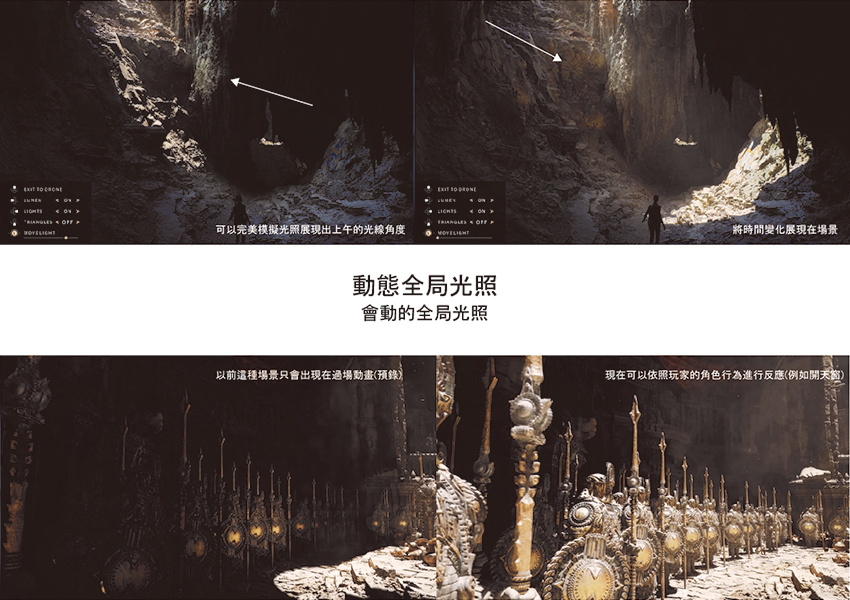 EXIT TO DRONE
LUMEN < ON >
LIGHTS < ON >
TRIANGLES < OFF >
MOVE LIGHT
可以完美模擬光照展現出上午的光線角度
EXIT TO DRONE
LUMEN < ON >
LIGHTS < ON >
TRIANGLES < OFF >
MOVE LIGHT
將時間變化展現在場景
動態全局光照
會動的全局光照
以前這種場景只會出現在過場動畫(預錄)
現在可以依照玩家的角色行為進行反應(例如開天窗)